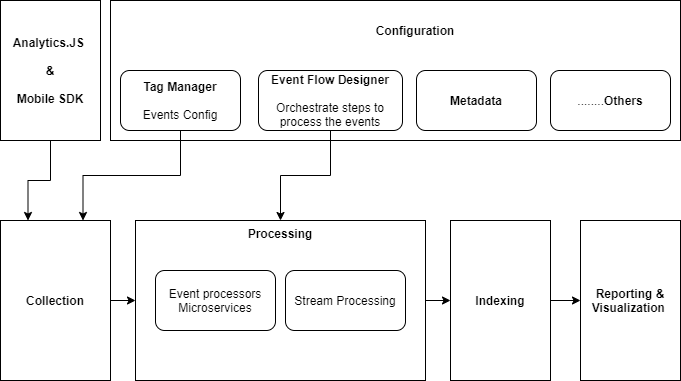 Analytics.JS
&
Mobile SDK
Configuration
Tag Manager
Events Config
Event Flow Designer
Orchestrate steps to
process the events
Metadata
........Others
Collection
Processing
Event processors
Microservices
Stream Processing
Indexing
Reporting &
Visualization